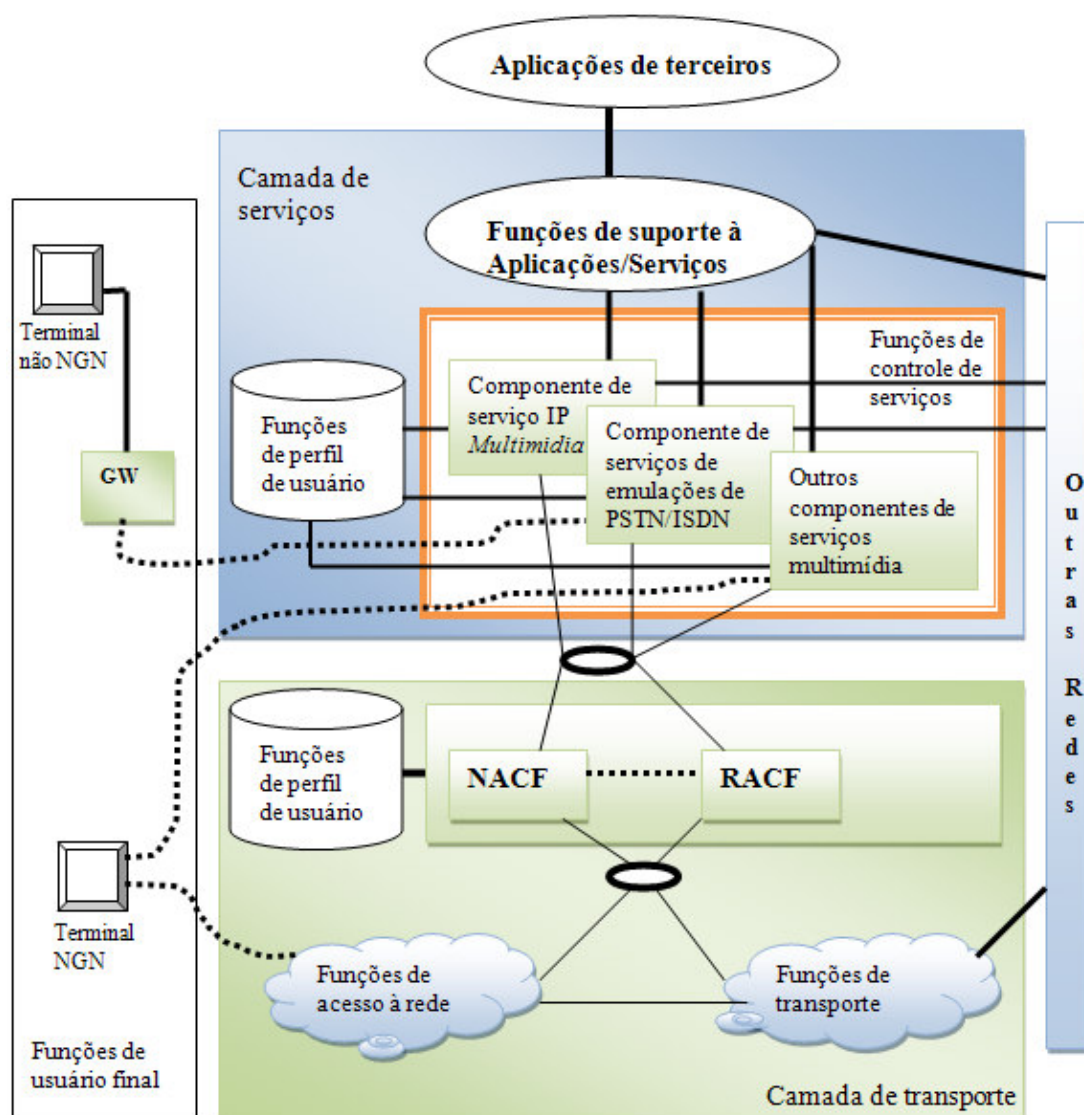 Aplicações de terceiros
Camada de
serviços
Funções de suporte à
Aplicações/Serviços
Terminal
não NGN
GW
Funções
de perfil
de usuário
Funções de
controle de
serviços
Componente de
serviço IP
Multimidia
Componente de
serviços de
emulações de
PSTN/ISDN
Outros
componentes de
serviços
multimídia
Outras
Redes
Funções
de perfil
de usuário
NACF
RACF
Terminal
NGN
Funções de
acesso à rede
Funções de
transporte
Funções de
usuário final
Camada de transporte